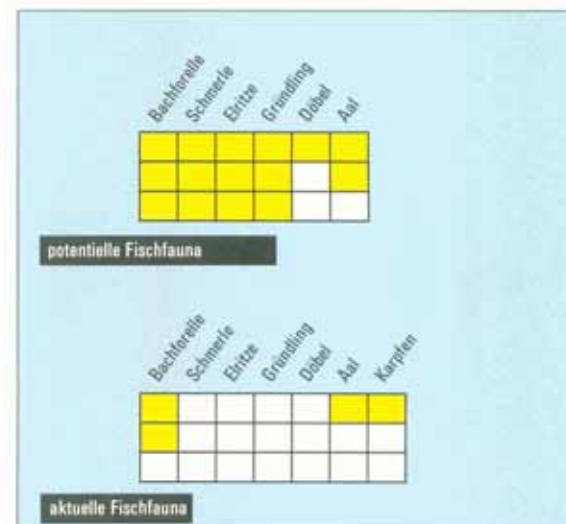 Bachforelle Schmerle Elritze Gründling Döbel Aal
potentielle Fischfauna
Bachforelle Schmerle Elritze Gründling Döbel Aal Karpfen
aktuelle Fischfauna